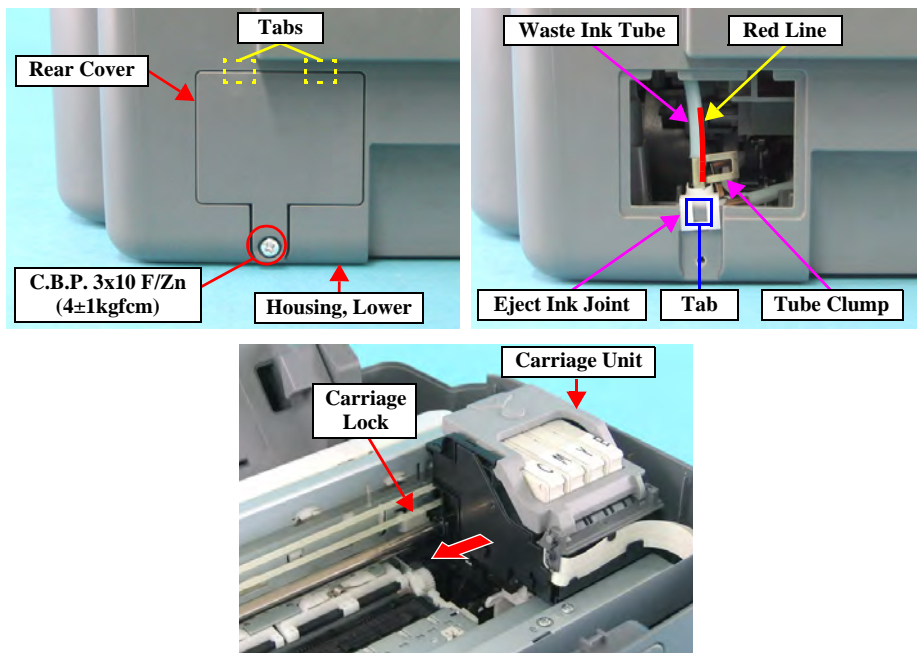 Tabs
Rear Cover
C.B.P. 3x10 F/Zn
(4±1kgfcm)
Housing, Lower
Waste Ink Tube
Red Line
Eject Ink Joint
Tab
Tube Clump
Carriage Unit
Carriage
Lock
C M Y B